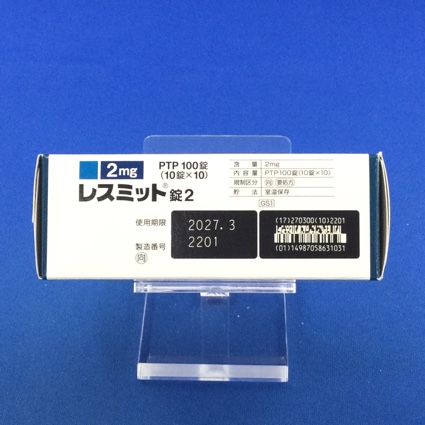 2mg
PTP 100錠
(10錠×10)
レスミット®錠2
含 量 2mg
内 容 量 PTP100錠(10錠×10)
規制区分 向 要処方
貯 法 室温保存
GS1
使用期限 2027.3
製造番号 2201
向
(17)270300(10)2201
(01)14987058631031